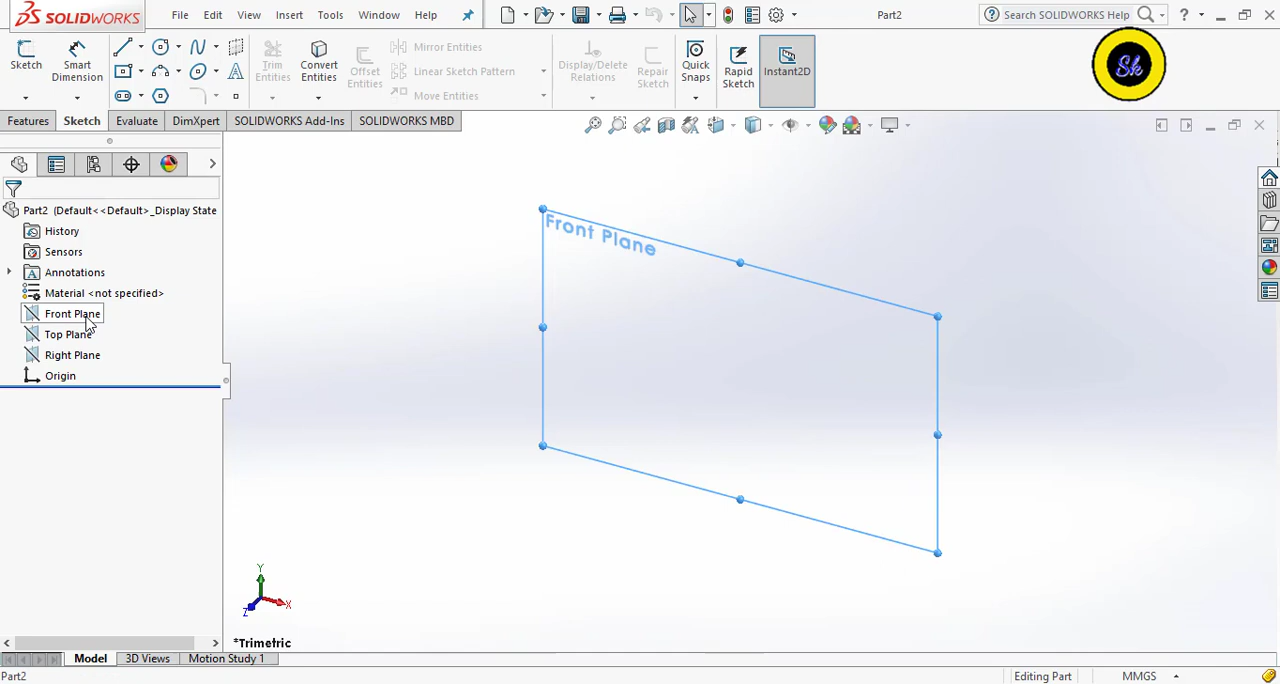 SOLIDWORKS
File Edit View Insert Tools Window Help
Part2
Search SOLIDWORKS Help
Sketch
Smart Dimension
Trim Entities
Convert Entities
Offset Entities
Mirror Entities
Linear Sketch Pattern
Move Entities
Display/Delete Relations
Repair Sketch
Quick Snaps
Rapid Sketch
Instant2D
Sk
Features Sketch Evaluate DimXpert SOLIDWORKS Add-Ins SOLIDWORKS MBD
Part2 (Default<<Default>_Display State
History
Sensors
Annotations
Material <not specified>
Front Plane
Top Plane
Right Plane
Origin
Front Plane
Y
X
Z
*Trimetric
Model 3D Views Motion Study 1
Part2 Editing Part MMGS